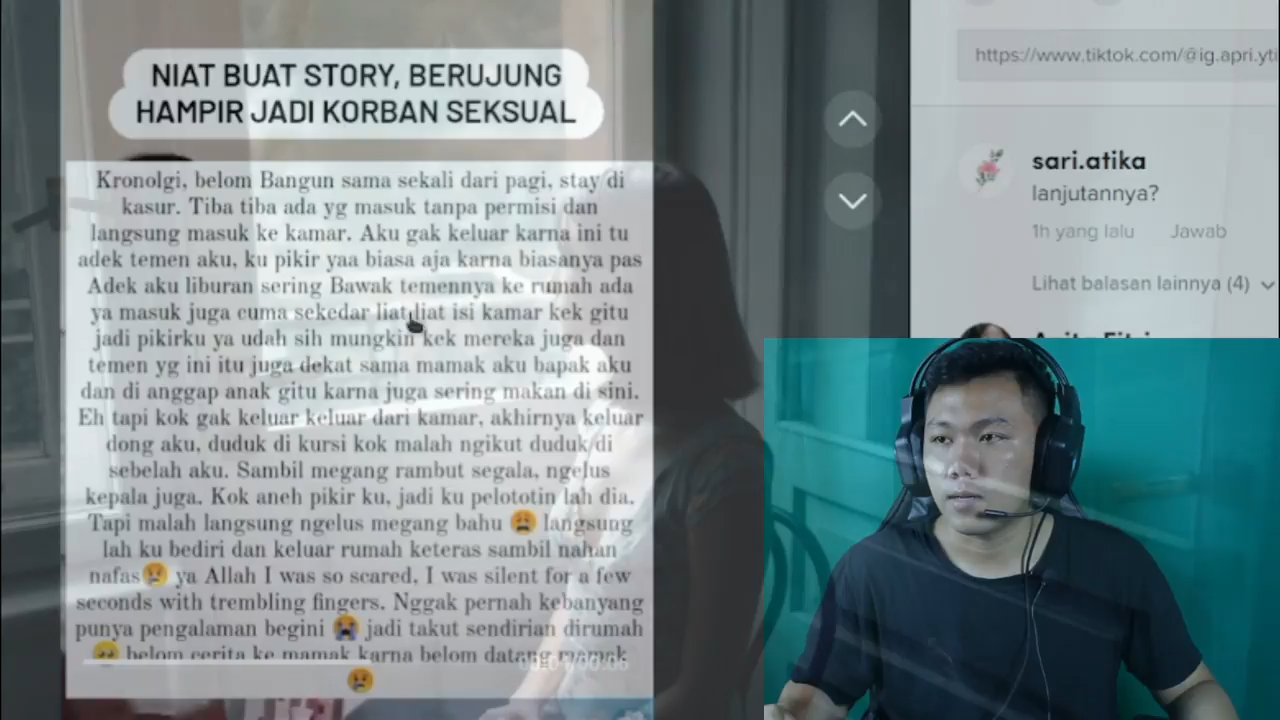 NIAT BUAT STORY, BERUJUNG
HAMPIR JADI KORBAN SEKSUAL
Kronolgi, belom Bangun sama sekali dari pagi, stay di
kasur. Tiba tiba ada yg masuk tanpa permisi dan
langsung masuk ke kamar. Aku gak keluar karna ini tu
adek temen aku, ku pikir yaa biasa aja karna biasanya pas
Adek aku liburan sering Bawak temennya ke rumah ada
ya masuk juga cuma sekedar liat liat isi kamar kek gitu
jadi pikirku ya udah sih mungkin kek mereka juga dan
temen yg ini itu juga dekat sama mamak aku bapak aku
dan di anggap anak gitu karna juga sering makan di sini.
Eh tapi kok gak keluar keluar dari kamar, akhirnya keluar
dong aku, duduk di kursi kok malah ngikut duduk di
sebelah aku. Sambil megang rambut segala, ngelus
kepala juga. Kok aneh pikir ku, jadi ku pelototin lah dia.
Tapi malah langsung ngelus megang bahu 😩 langsung
lah ku bediri dan keluar rumah keteras sambil nahan
nafas😢 ya Allah I was so scared, I was silent for a few
seconds with trembling fingers. Nggak pernah kebanyang
punya pengalaman begini 😭 jadi takut sendirian dirumah
🥺 belom cerita ke mamak karna belom datang mamak
😢
https://www.tiktok.com/@ig.apri.yti
sari.atika
lanjutannya?
1h yang lalu Jawab
Lihat balasan lainnya (4)